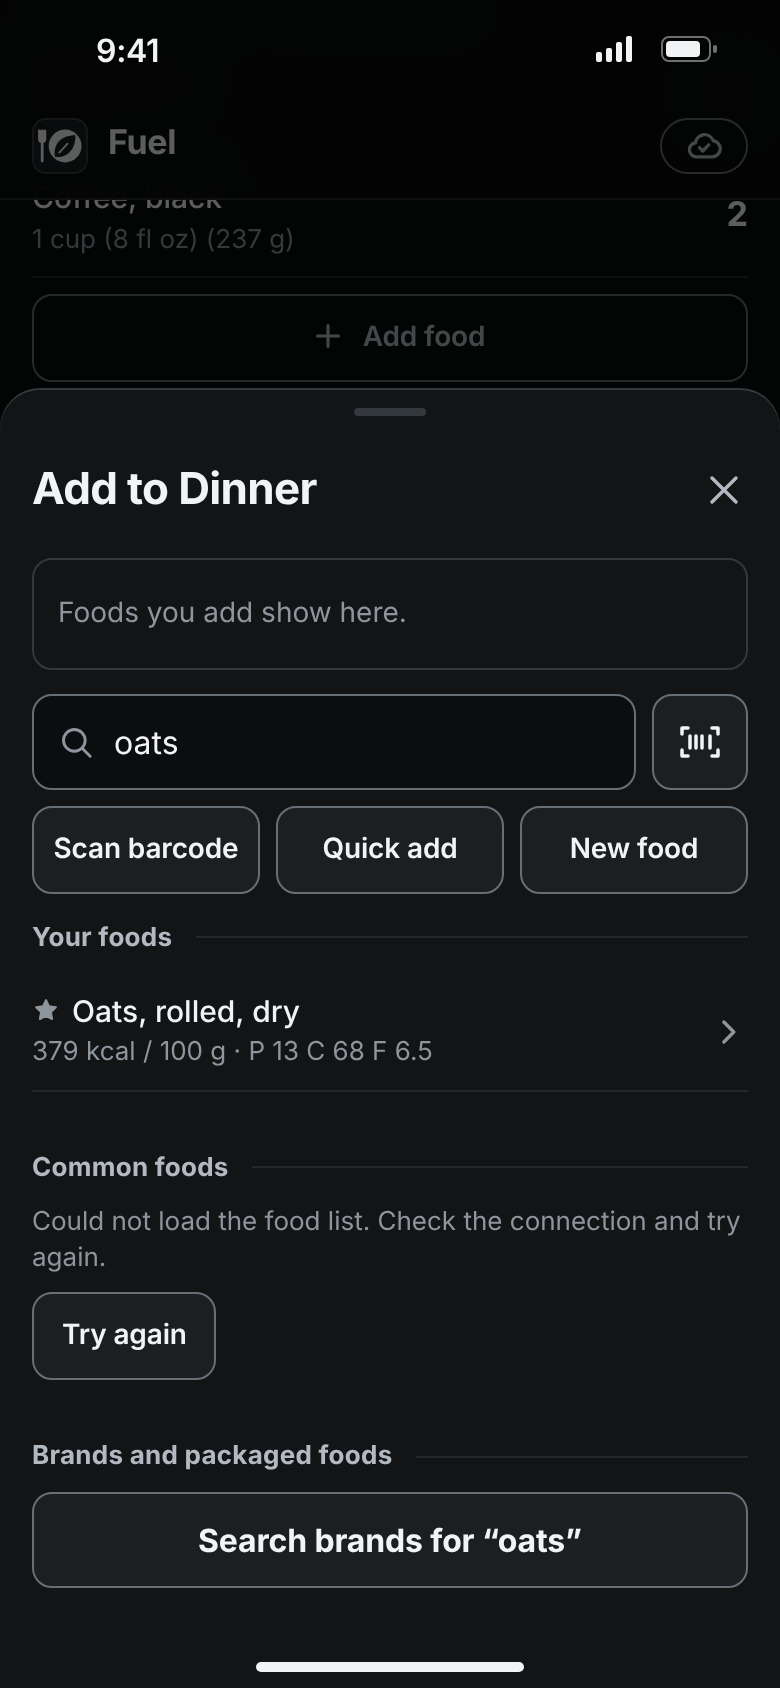 9:41
Fuel
Coffee, black
2
1 cup (8 fl oz) (237 g)
Add food
Add to Dinner
Foods you add show here.
oats
Scan barcode
Quick add
New food
Your foods
Oats, rolled, dry
379 kcal / 100 g · P 13 C 68 F 6.5
Common foods
Could not load the food list. Check the connection and try
again.
Try again
Brands and packaged foods
Search brands for “oats”